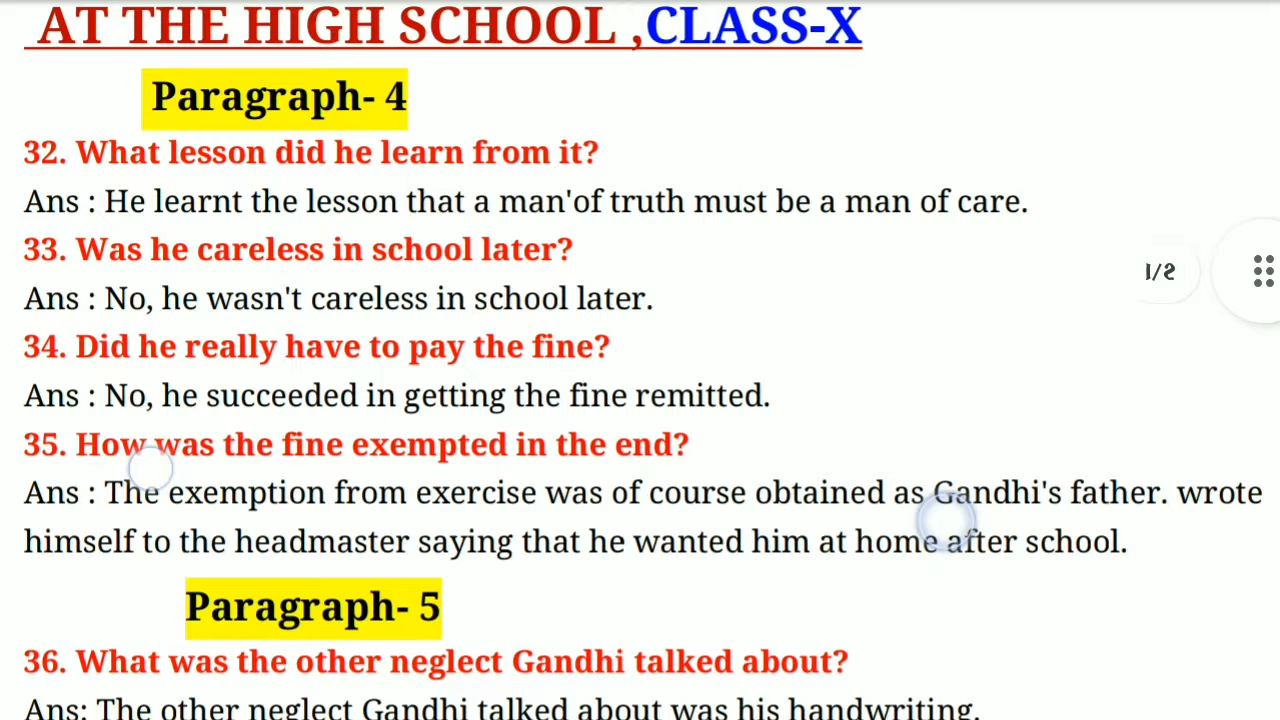 AT THE HIGH SCHOOL ,CLASS-X
Paragraph- 4
32. What lesson did he learn from it?
Ans : He learnt the lesson that a man'of truth must be a man of care.
33. Was he careless in school later?
Ans : No, he wasn't careless in school later.
1/8
34. Did he really have to pay the fine?
Ans : No, he succeeded in getting the fine remitted.
35. How was the fine exempted in the end?
Ans : The exemption from exercise was of course obtained as Gandhi's father. wrote
himself to the headmaster saying that he wanted him at home after school.
Paragraph- 5
36. What was the other neglect Gandhi talked about?
Ans: The other neglect Gandhi talked about was his handwriting.